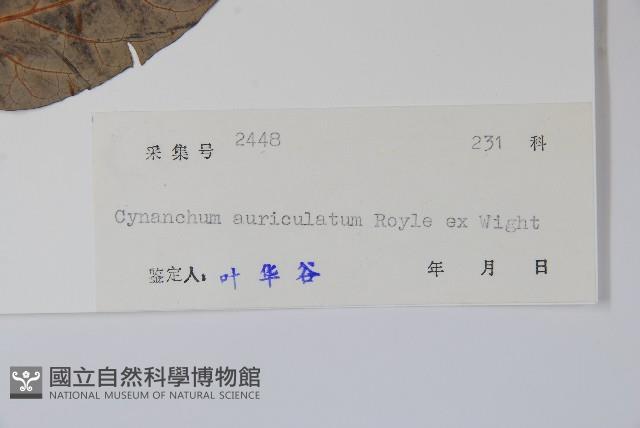 采集号 2448 231 科
Cynanchum auriculatum Royle ex Wight
鉴定人: 叶华谷 年 月 日
國立自然科學博物館
NATIONAL MUSEUM OF NATURAL SCIENCE